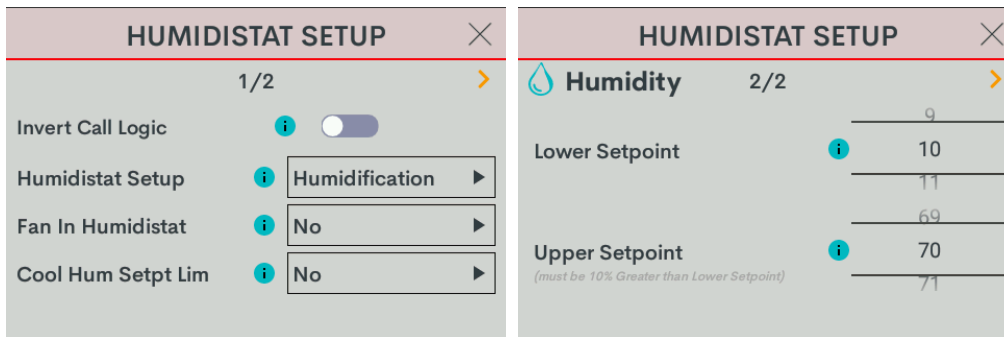 HUMIDISTAT SETUP
1/2
Invert Call Logic
Humidistat Setup Humidification
Fan In Humidistat No
Cool Hum Setpt Lim No
HUMIDISTAT SETUP
Humidity 2/2
9
Lower Setpoint 10
11
69
Upper Setpoint 70
(must be 10% Greater than Lower Setpoint)
71